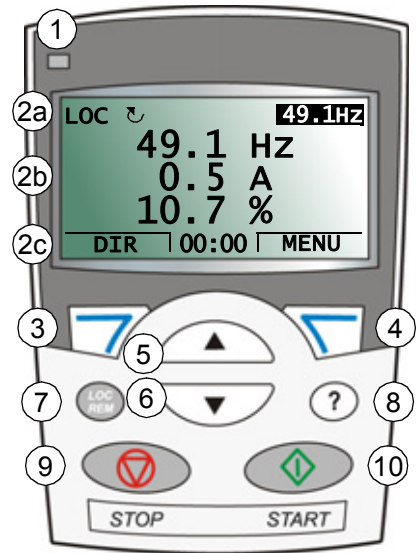 1
2a LOC ↻ 49.1Hz
49.1 Hz
2b 0.5 A
10.7 %
2c DIR 00:00 MENU
3 4
5
6
7 LOC REM ? 8
9 10
STOP START